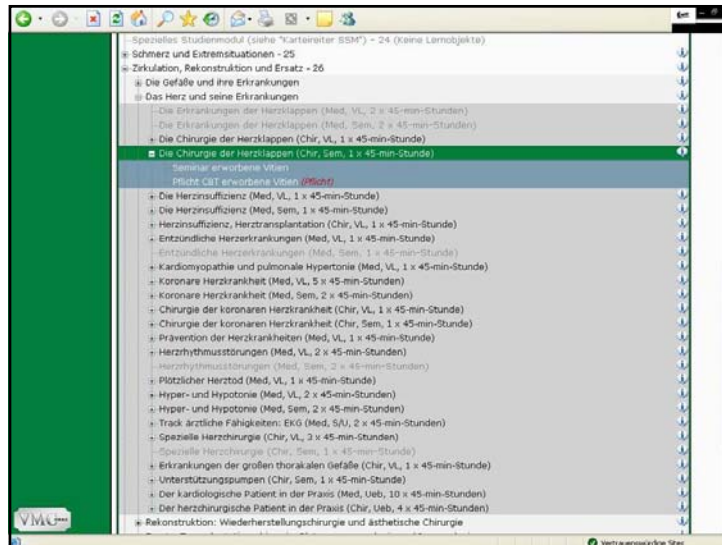 Exit
Spezielles Studienmodul (siehe "Karteireiter SSM") - 24 (Keine Lernobjekte)
Schmerz und Extremsituationen - 25
Zirkulation, Rekonstruktion und Ersatz - 26
Die Gefäße und ihre Erkrankungen
Das Herz und seine Erkrankungen
Die Erkrankungen der Herzklappen (Med, VL, 2 x 45-min-Stunden)
Die Erkrankungen der Herzklappen (Med, Sem, 2 x 45-min-Stunden)
Die Chirurgie der Herzklappen (Chir, VL, 1 x 45-min-Stunde)
Die Chirurgie der Herzklappen (Chir, Sem, 1 x 45-min-Stunde)
Seminar erworbene Vitien
Pflicht CBT erworbene Vitien (Pflicht)
Die Herzinsuffizienz (Med, VL, 1 x 45-min-Stunde)
Die Herzinsuffizienz (Med, Sem, 1 x 45-min-Stunde)
Herzinsuffizienz, Herztransplantation (Chir, VL, 1 x 45-min-Stunde)
Entzündliche Herzerkrankungen (Med, VL, 1 x 45-min-Stunde)
Entzündliche Herzerkrankungen (Med, Sem, 1 x 45-min-Stunde)
Kardiomyopathie und pulmonale Hypertonie (Med, VL, 1 x 45-min-Stunde)
Koronare Herzkrankheit (Med, VL, 5 x 45-min-Stunden)
Koronare Herzkrankheit (Med, Sem, 2 x 45-min-Stunden)
Chirurgie der koronaren Herzkrankheit (Chir, VL, 1 x 45-min-Stunde)
Chirurgie der koronaren Herzkrankheit (Chir, Sem, 1 x 45-min-Stunde)
Prävention der Herzkrankheiten (Med, VL, 1 x 45-min-Stunde)
Herzrhythmusstörungen (Med, VL, 2 x 45-min-Stunden)
Herzrhythmusstörungen (Med, Sem, 2 x 45-min-Stunden)
Plötzlicher Herztod (Med, VL, 1 x 45-min-Stunde)
Hyper- und Hypotonie (Med, VL, 2 x 45-min-Stunden)
Hyper- und Hypotonie (Med, Sem, 2 x 45-min-Stunden)
Track ärztliche Fähigkeiten: EKG (Med, S/U, 2 x 45-min-Stunden)
Spezielle Herzchirurgie (Chir, VL, 3 x 45-min-Stunden)
Spezielle Herzchirurgie (Chir, Sem, 1 x 45-min-Stunde)
Erkrankungen der großen thorakalen Gefäße (Chir, VL, 1 x 45-min-Stunde)
Unterstützungspumpen (Chir, Sem, 1 x 45-min-Stunde)
Der kardiologische Patient in der Praxis (Med, Ueb, 10 x 45-min-Stunden)
Der herzchirurgische Patient in der Praxis (Chir, Ueb, 4 x 45-min-Stunden)
Rekonstruktion: Wiederherstellungschirurgie und ästhetische Chirurgie
VMC
Vertrauenswürdige Sites